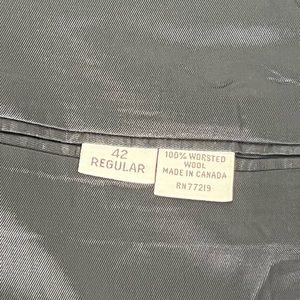 42
REGULAR
100% WORSTED
WOOL
MADE IN CANADA
RN77219